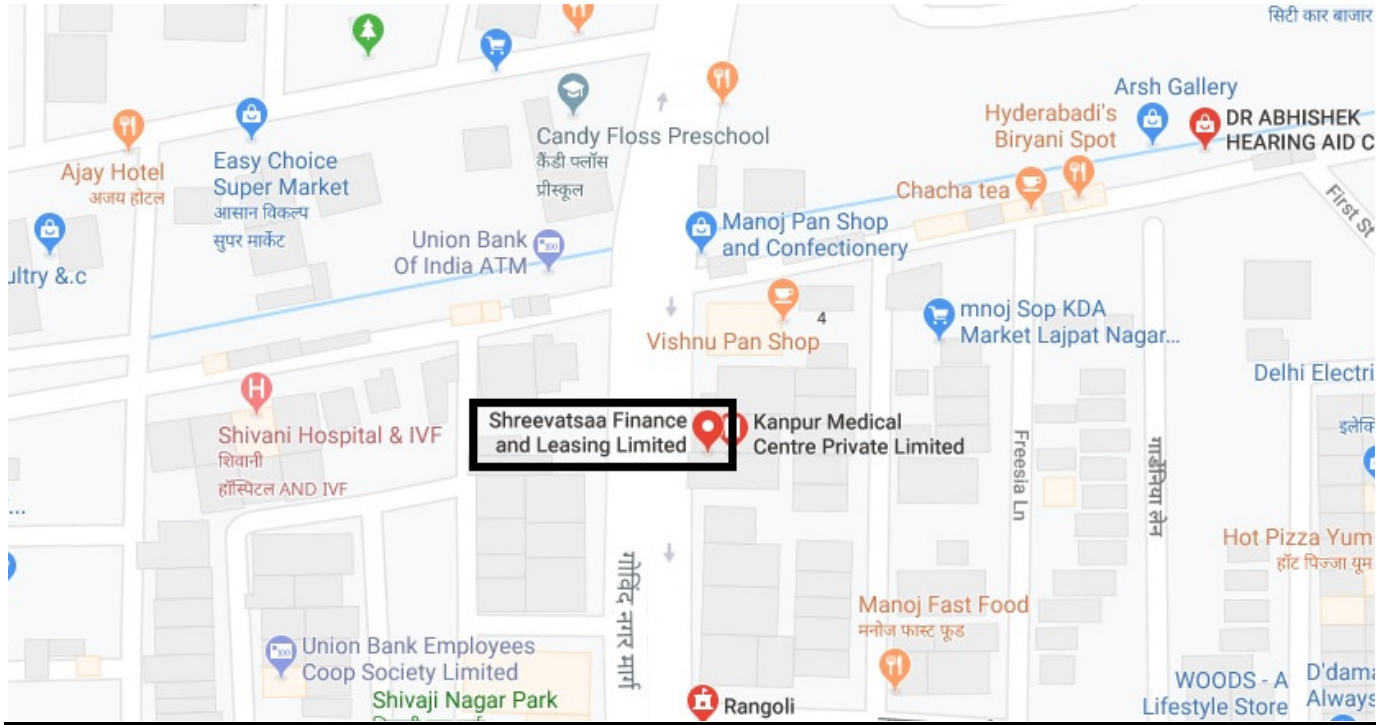 सिटी कार बाजार
Arsh Gallery
Hyderabadi's
Biryani Spot
DR ABHISHEK
HEARING AID C
Candy Floss Preschool
कैंडी फ्लॉस
प्रीस्कूल
Easy Choice
Super Market
आसान विकल्प
सुपर मार्केट
Ajay Hotel
अजय होटल
Chacha tea
First St
Manoj Pan Shop
and Confectionery
Union Bank
Of India ATM
ultry &.c
Vishnu Pan Shop
4
mnoj Sop KDA
Market Lajpat Nagar...
Delhi Electri
Shreevatsaa Finance
and Leasing Limited
Kanpur Medical
Centre Private Limited
Shivani Hospital & IVF
शिवानी
हॉस्पिटल AND IVF
...
Freesia Ln
गार्डेनिया लेन
Hot Pizza Yum
हॉट पिज्जा यूम
गोविंद नगर मार्ग
Manoj Fast Food
मनोज फास्ट फूड
Union Bank Employees
Coop Society Limited
Shivaji Nagar Park
Rangoli
WOODS - A
Lifestyle Store
D'dama
Always